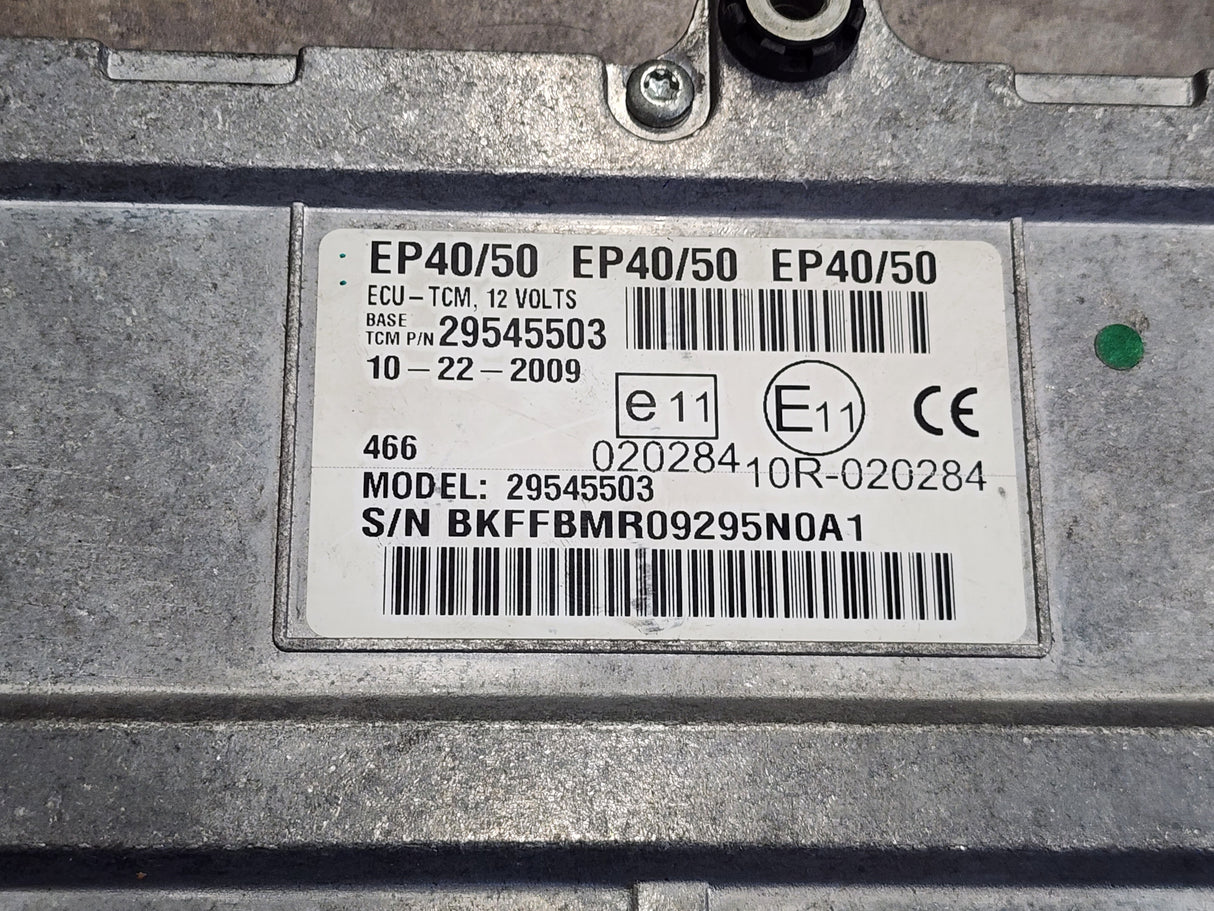 EP40/50 EP40/50 EP40/50
ECU-TCM, 12 VOLTS
BASE
TCM P/N 29545503
10-22-2009
e11 E11 CE
466
020284 10R-020284
MODEL: 29545503
S/N BKFFBMR09295N0A1